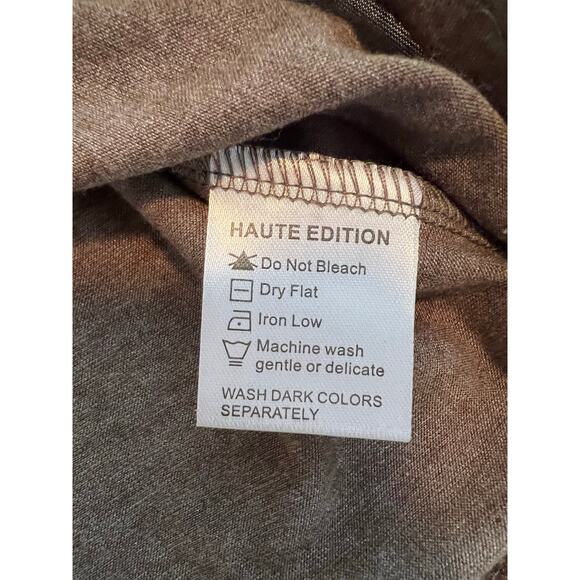 HAUTE EDITION
Do Not Bleach
Dry Flat
Iron Low
Machine wash
gentle or delicate
WASH DARK COLORS
SEPARATELY